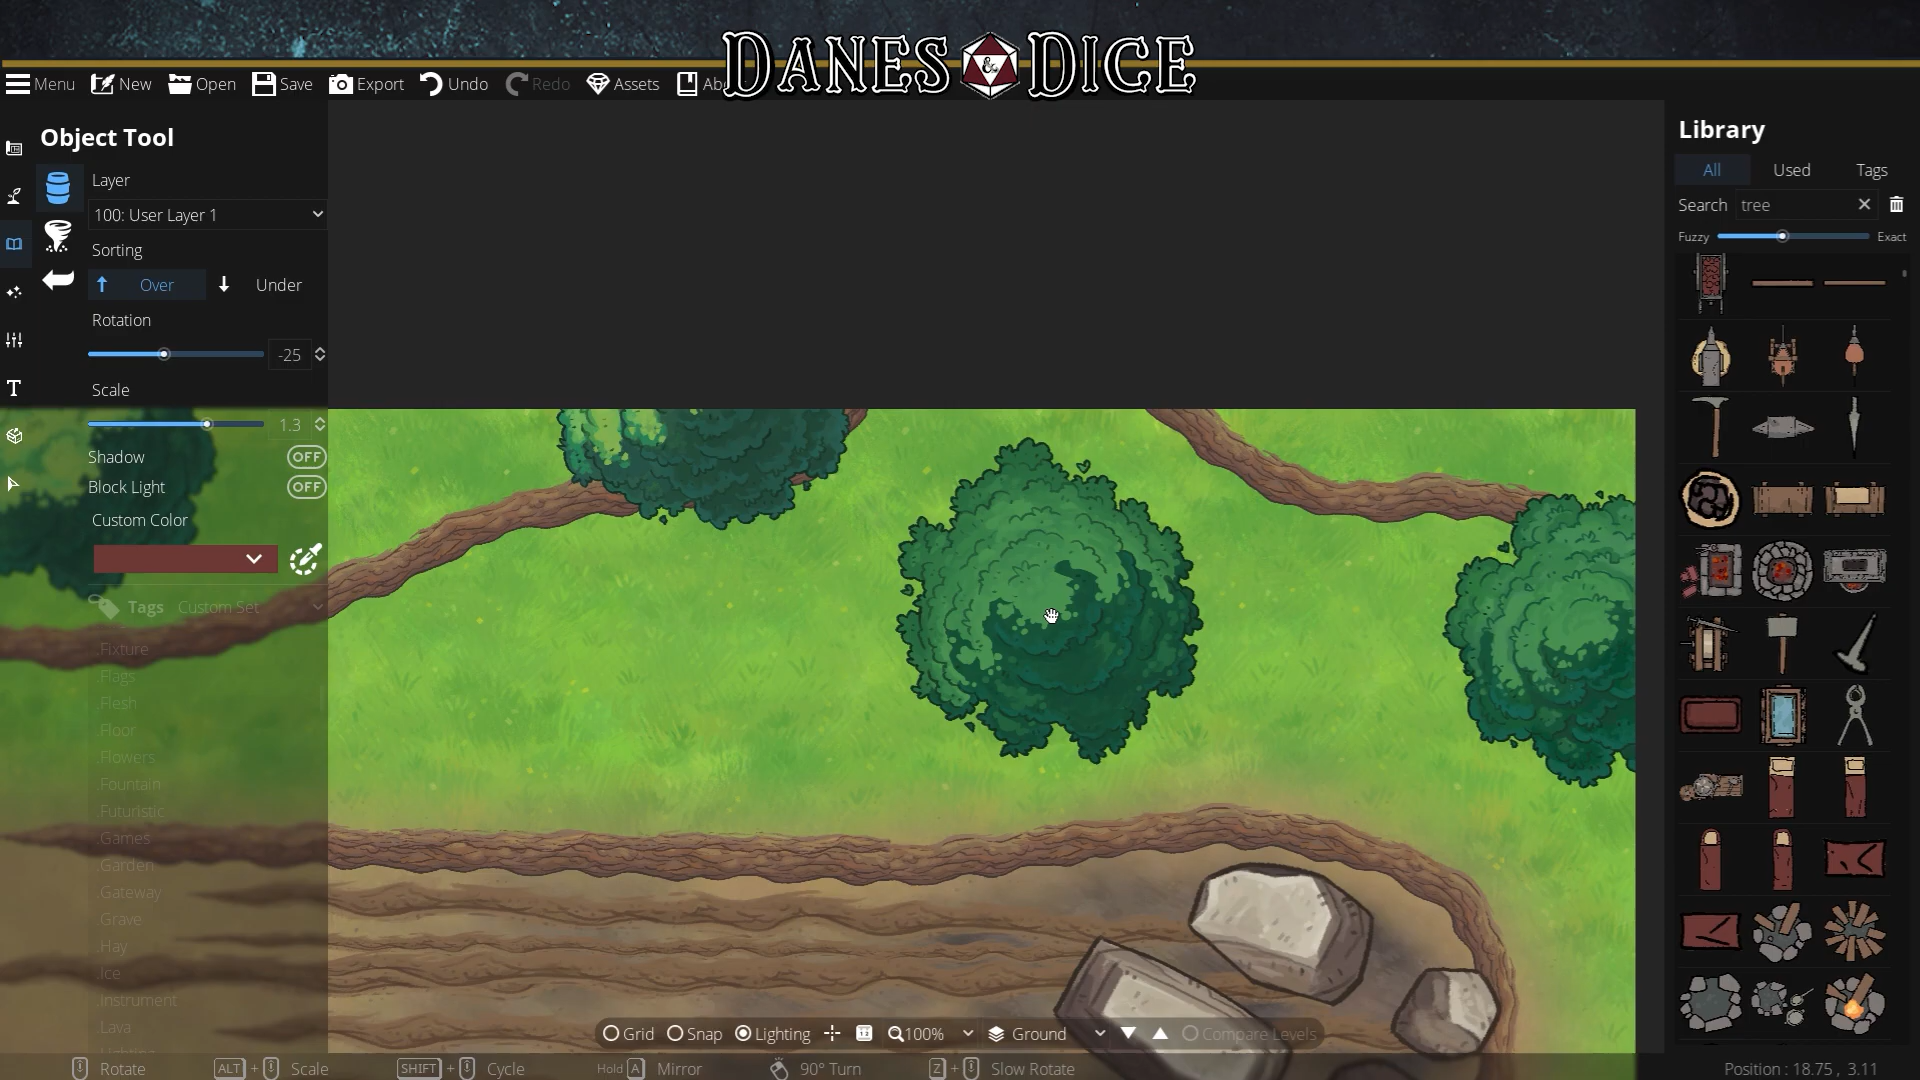 DANES & DICE
Menu New Open Save Export Undo Redo Assets Ab
Object Tool
Layer
100: User Layer 1
Sorting
Over Under
Rotation
-25
Scale
1.3
Shadow OFF
Block Light OFF
Custom Color
Tags Custom Set
.Fixture
.Flags
.Flesh
.Floor
.Flowers
.Fountain
.Futuristic
.Games
.Garden
.Gateway
.Grave
.Hay
.Ice
.Instrument
.Lava
T
Library
All Used Tags
Search tree
Fuzzy Exact
Grid Snap Lighting 100% Ground Compare Levels
Rotate ALT + Scale SHIFT + Cycle Hold A Mirror 90° Turn Z + Slow Rotate
Position : 18.75 , 3.11